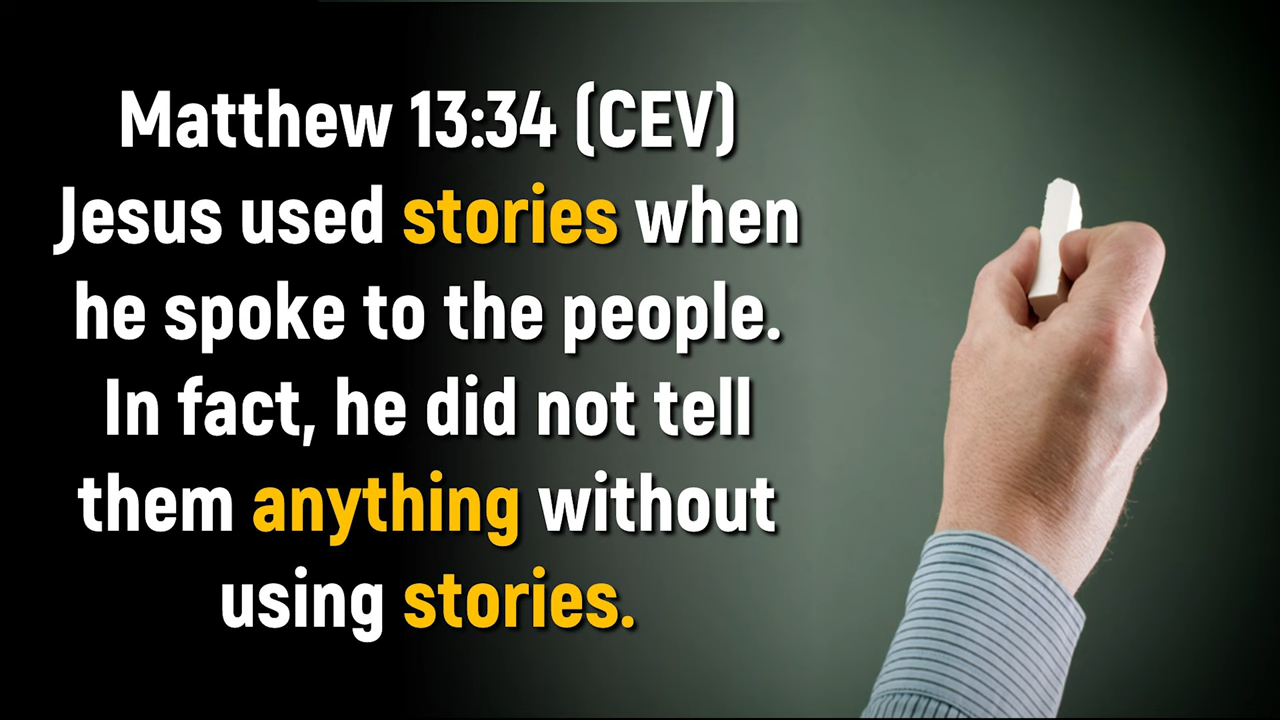 Matthew 13:34 (CEV)
Jesus used stories when
he spoke to the people.
In fact, he did not tell
them anything without
using stories.